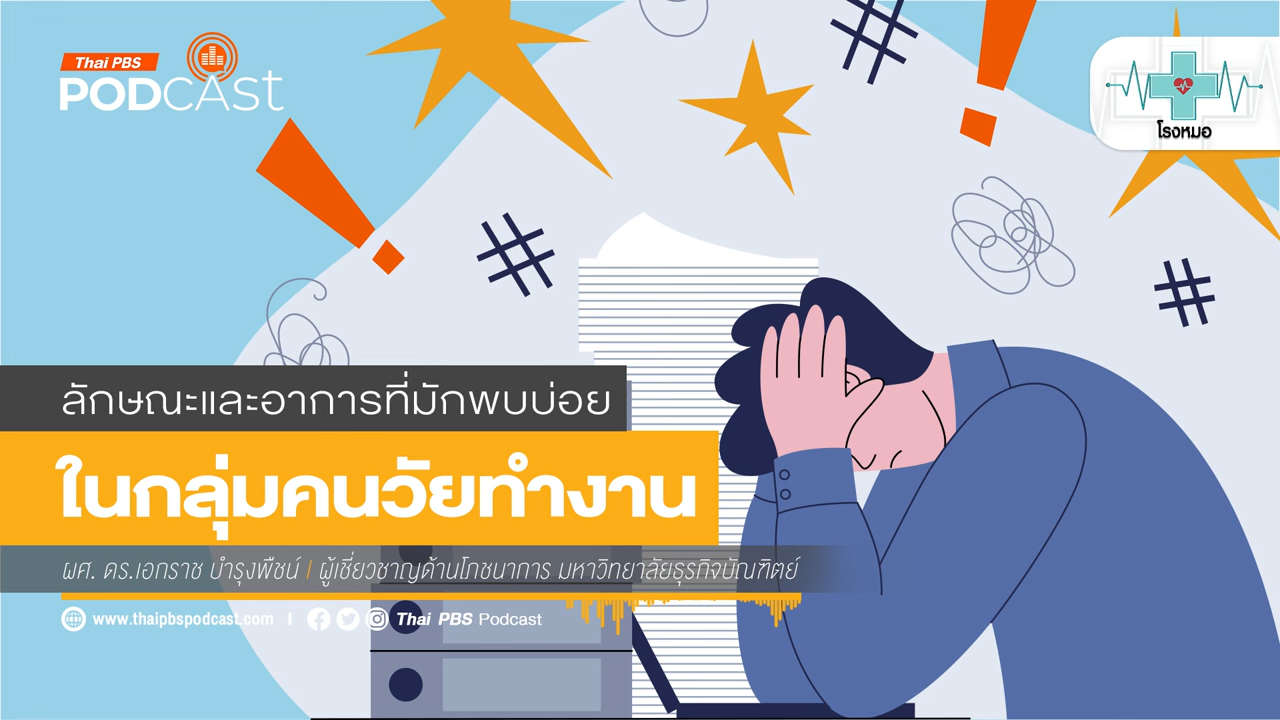 Thai PBS
PODCAST
โรงหมอ
ลักษณะและอาการที่มักพบบ่อย
ในกลุ่มคนวัยทำงาน
ผศ. ดร.เอกราช บำรุงพืชน์ | ผู้เชี่ยวชาญด้านโภชนาการ มหาวิทยาลัยธุรกิจบัณฑิตย์
www.thaipbspodcast.com | Thai PBS Podcast